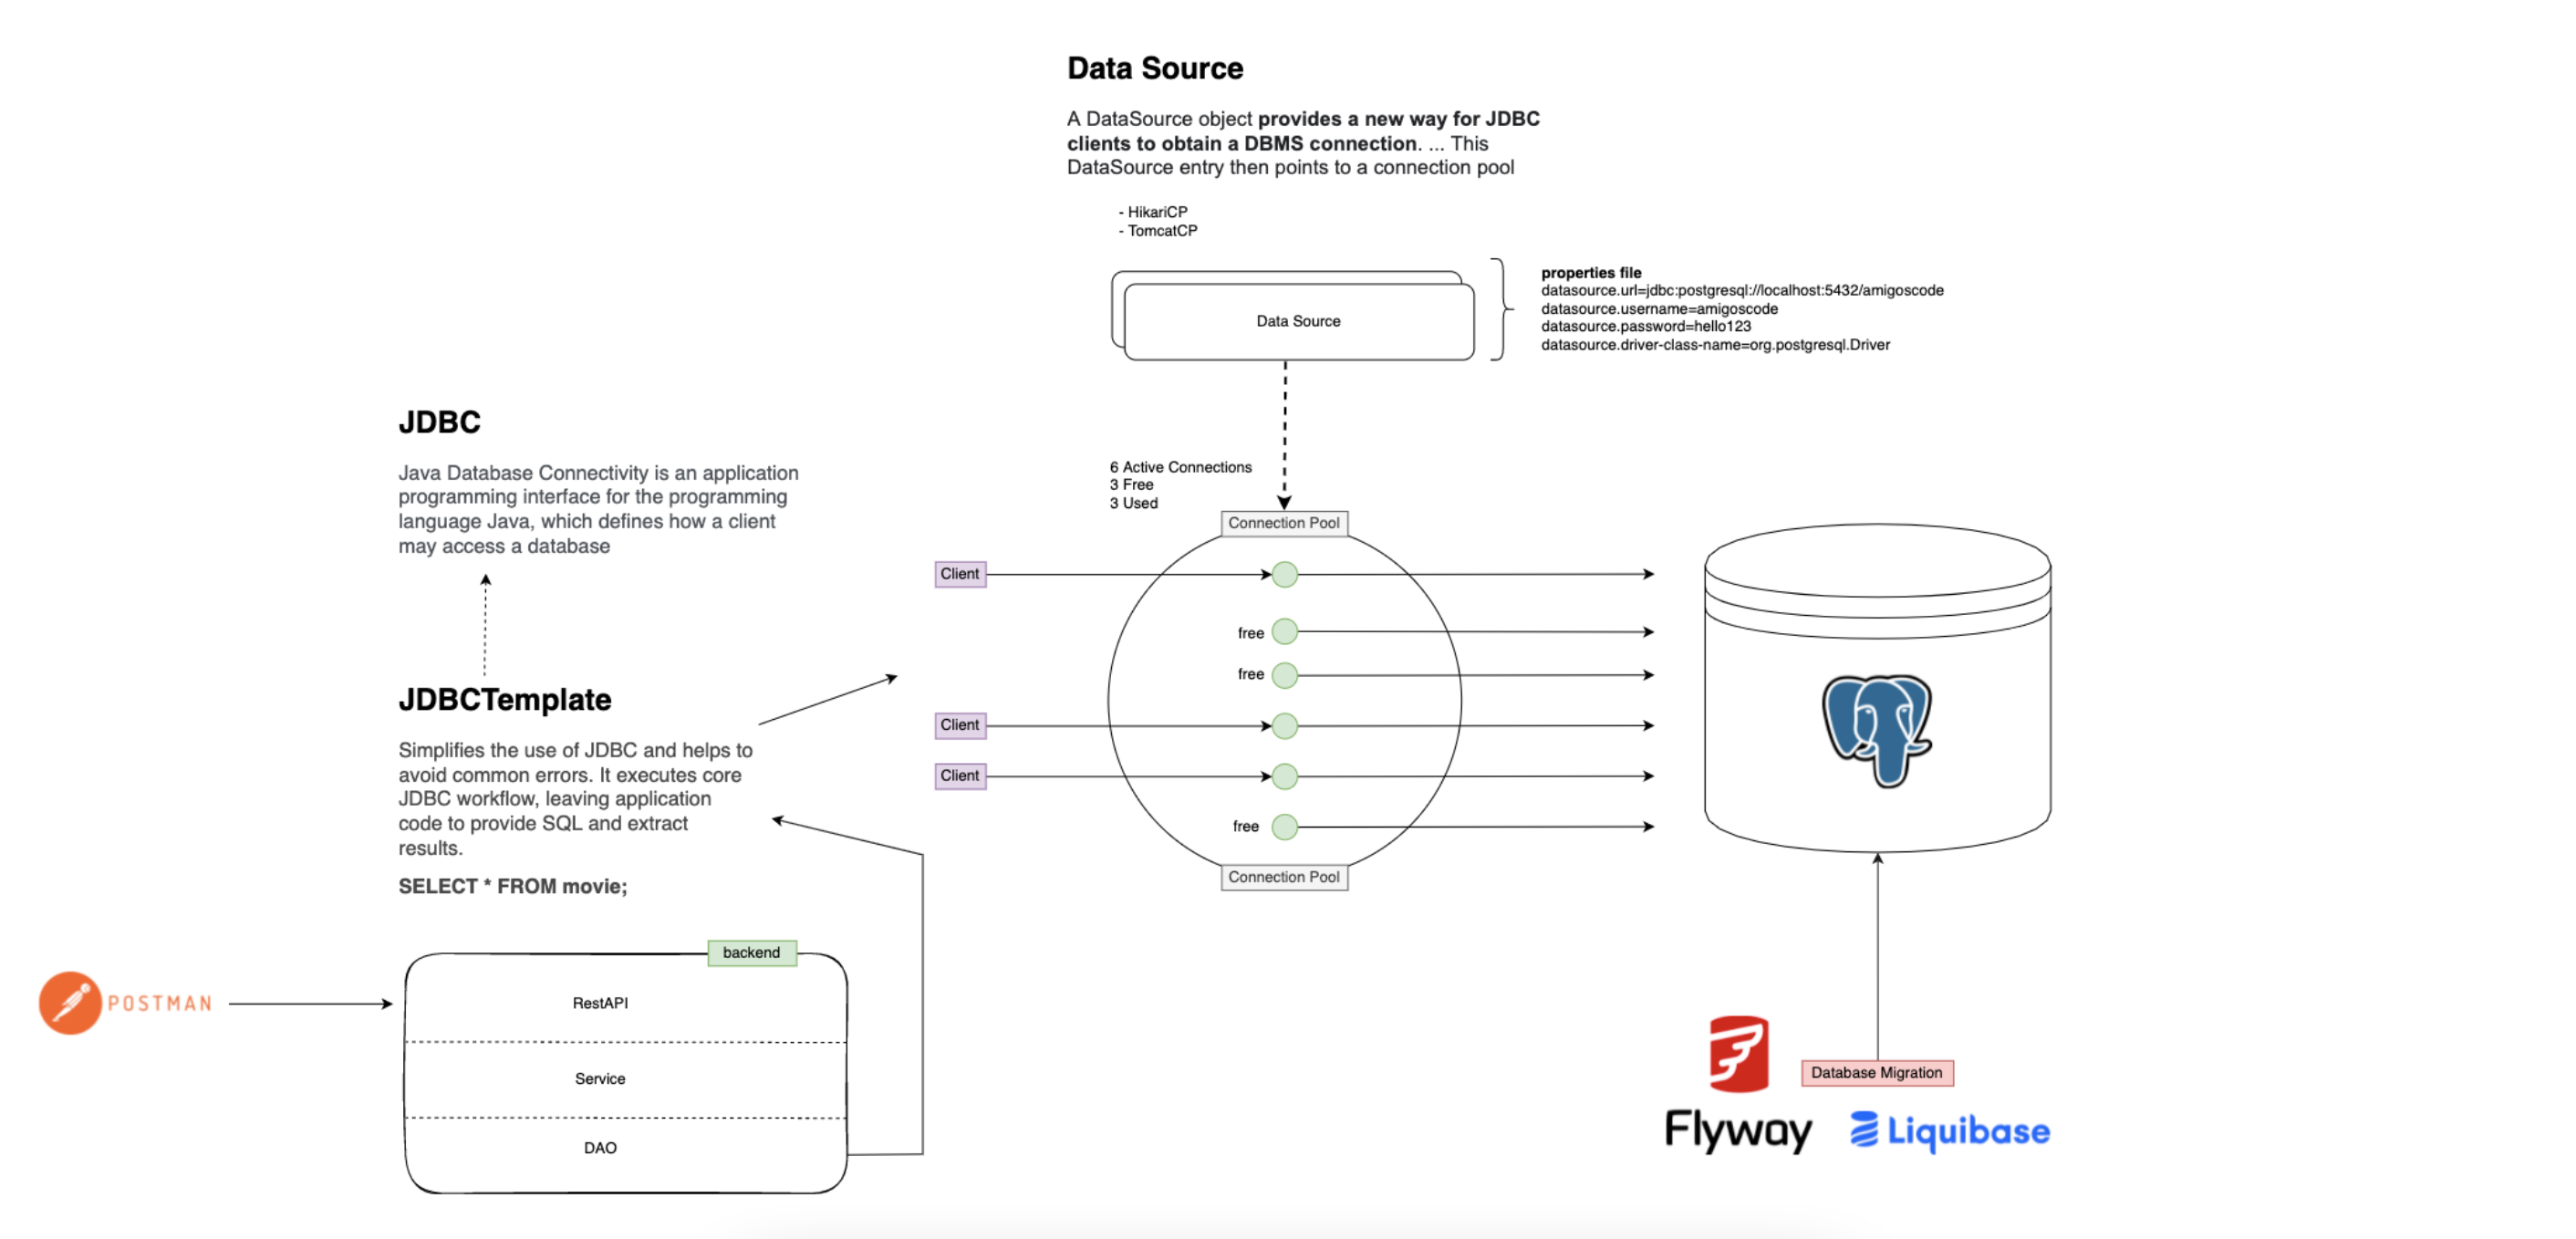 Data Source
A DataSource object provides a new way for JDBC
clients to obtain a DBMS connection. ... This
DataSource entry then points to a connection pool
- HikariCP
- TomcatCP
Data Source
properties file
datasource.url=jdbc:postgresql://localhost:5432/amigoscode
datasource.username=amigoscode
datasource.password=hello123
datasource.driver-class-name=org.postgresql.Driver
JDBC
Java Database Connectivity is an application
programming interface for the programming
language Java, which defines how a client
may access a database
6 Active Connections
3 Free
3 Used
Connection Pool
Client
free
free
Client
Client
free
Connection Pool
JDBCTemplate
Simplifies the use of JDBC and helps to
avoid common errors. It executes core
JDBC workflow, leaving application
code to provide SQL and extract
results.
SELECT * FROM movie;
backend
POSTMAN
RestAPI
Service
DAO
Database Migration
Flyway
Liquibase